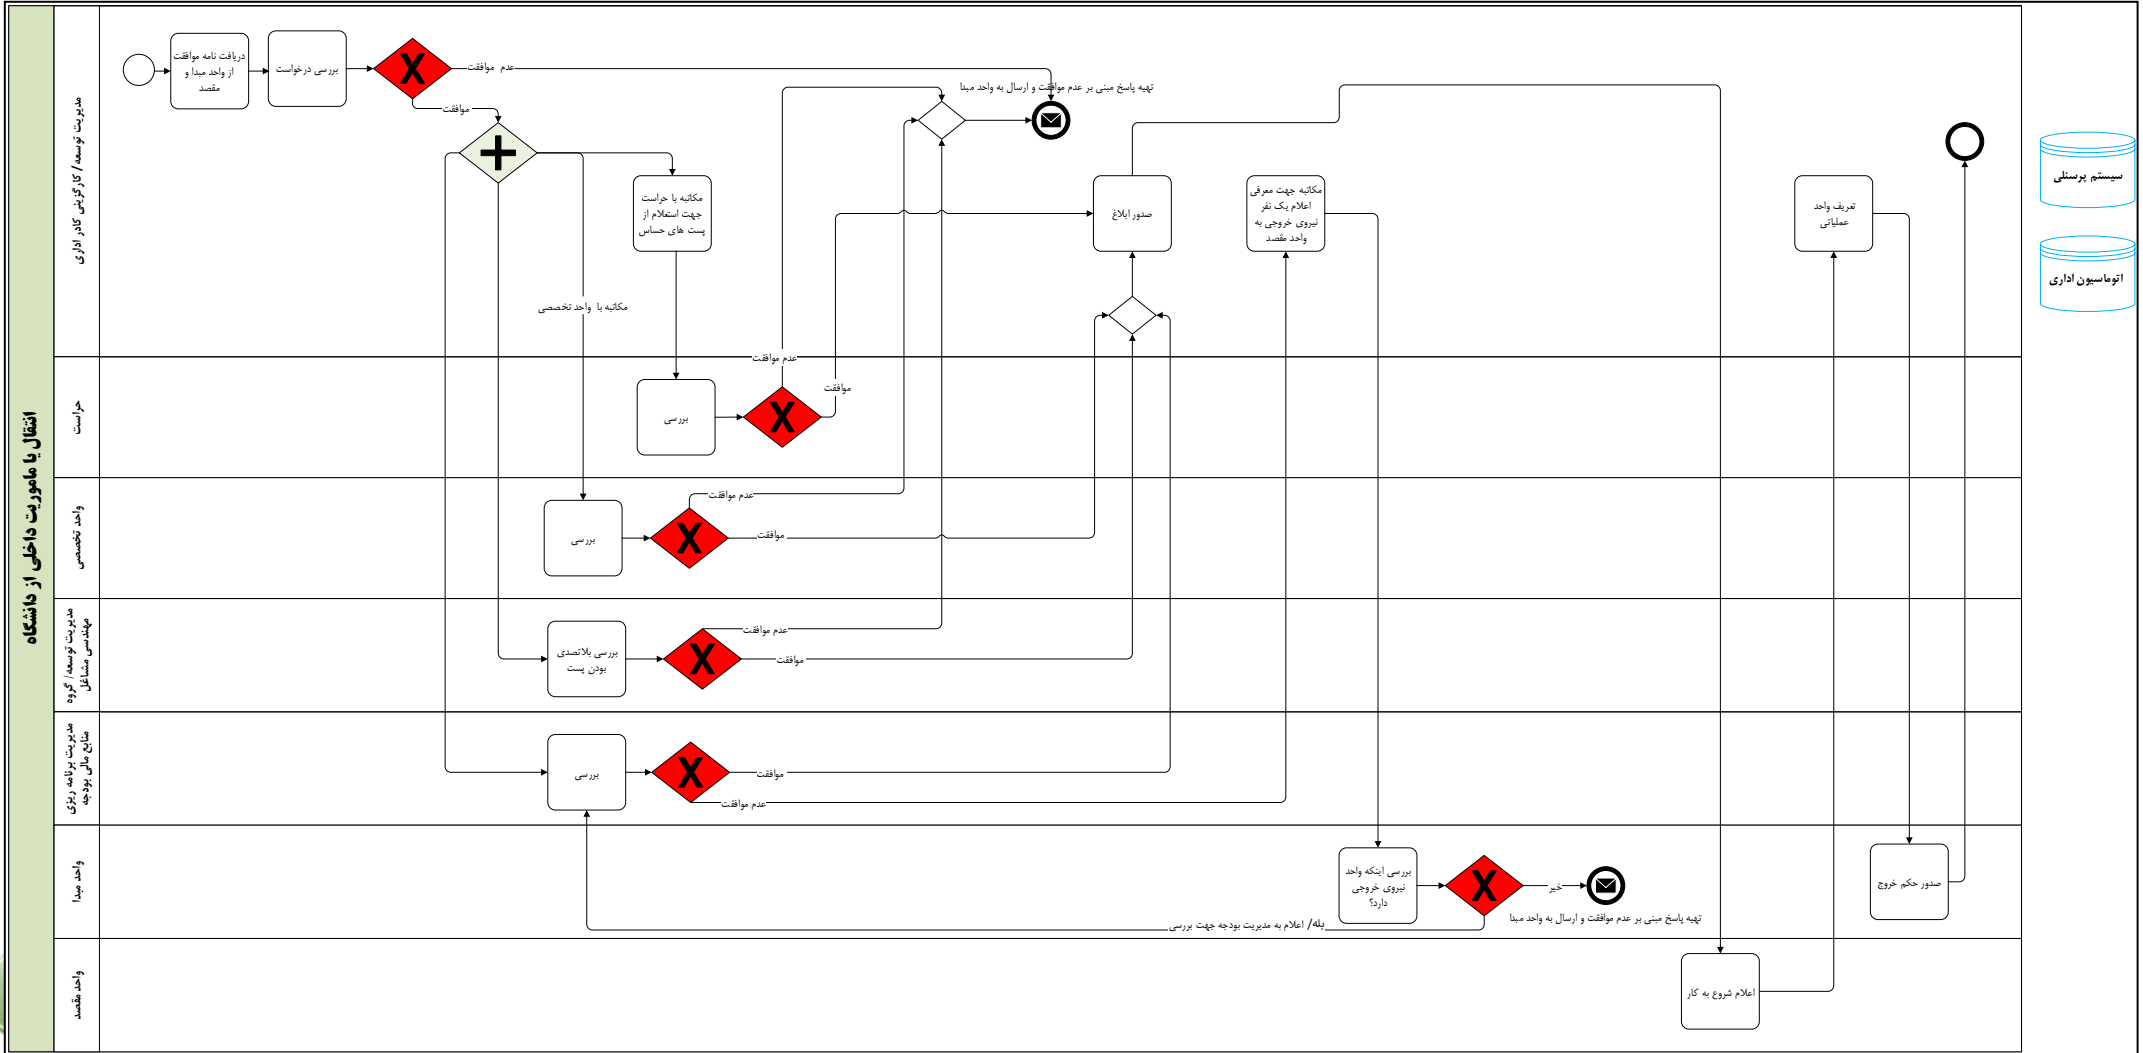 انتقال یا ماموریت داخلی از دانشگاه
مدیریت توسعه/ کارگزینی کادر اداری
دریافت نامه موافقت
از واحد مبدا و
مقصد
بررسی درخواست
عدم موافقت
موافقت
تهیه پاسخ مبنی بر عدم موافقت و ارسال به واحد مبدا
مکاتبه با حراست
جهت استعلام از
پست های حساس
مکاتبه با واحد تخصصی
صدور ابلاغ
مکاتبه جهت معرفی
اعلام یک نفر
نیروی خروجی به
واحد مقصد
تعریف واحد
عملیاتی
سیستم پرسنلی
اتوماسیون اداری
حراست
بررسی
عدم موافقت
موافقت
واحد تخصصی
بررسی
عدم موافقت
موافقت
مدیریت توسعه/ گروه
مهندسی مشاغل
بررسی بلاتصدی
بودن پست
عدم موافقت
موافقت
مدیریت برنامه ریزی
منابع مالی بودجه
بررسی
موافقت
عدم موافقت
واحد مبدا
بررسی اینکه واحد
نیروی خروجی
دارد؟
خیر
تهیه پاسخ مبنی بر عدم موافقت و ارسال به واحد مبدا
بله/ اعلام به مدیریت بودجه جهت بررسی
صدور حکم خروج
واحد مقصد
اعلام شروع به کار